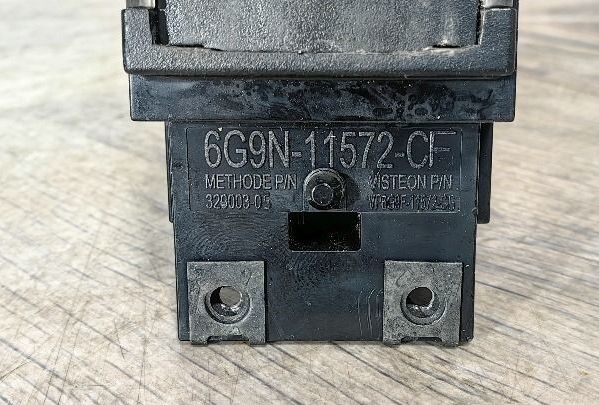 6G9N-11572-CF
METHODE P/N VISTEON P/N
329003 05